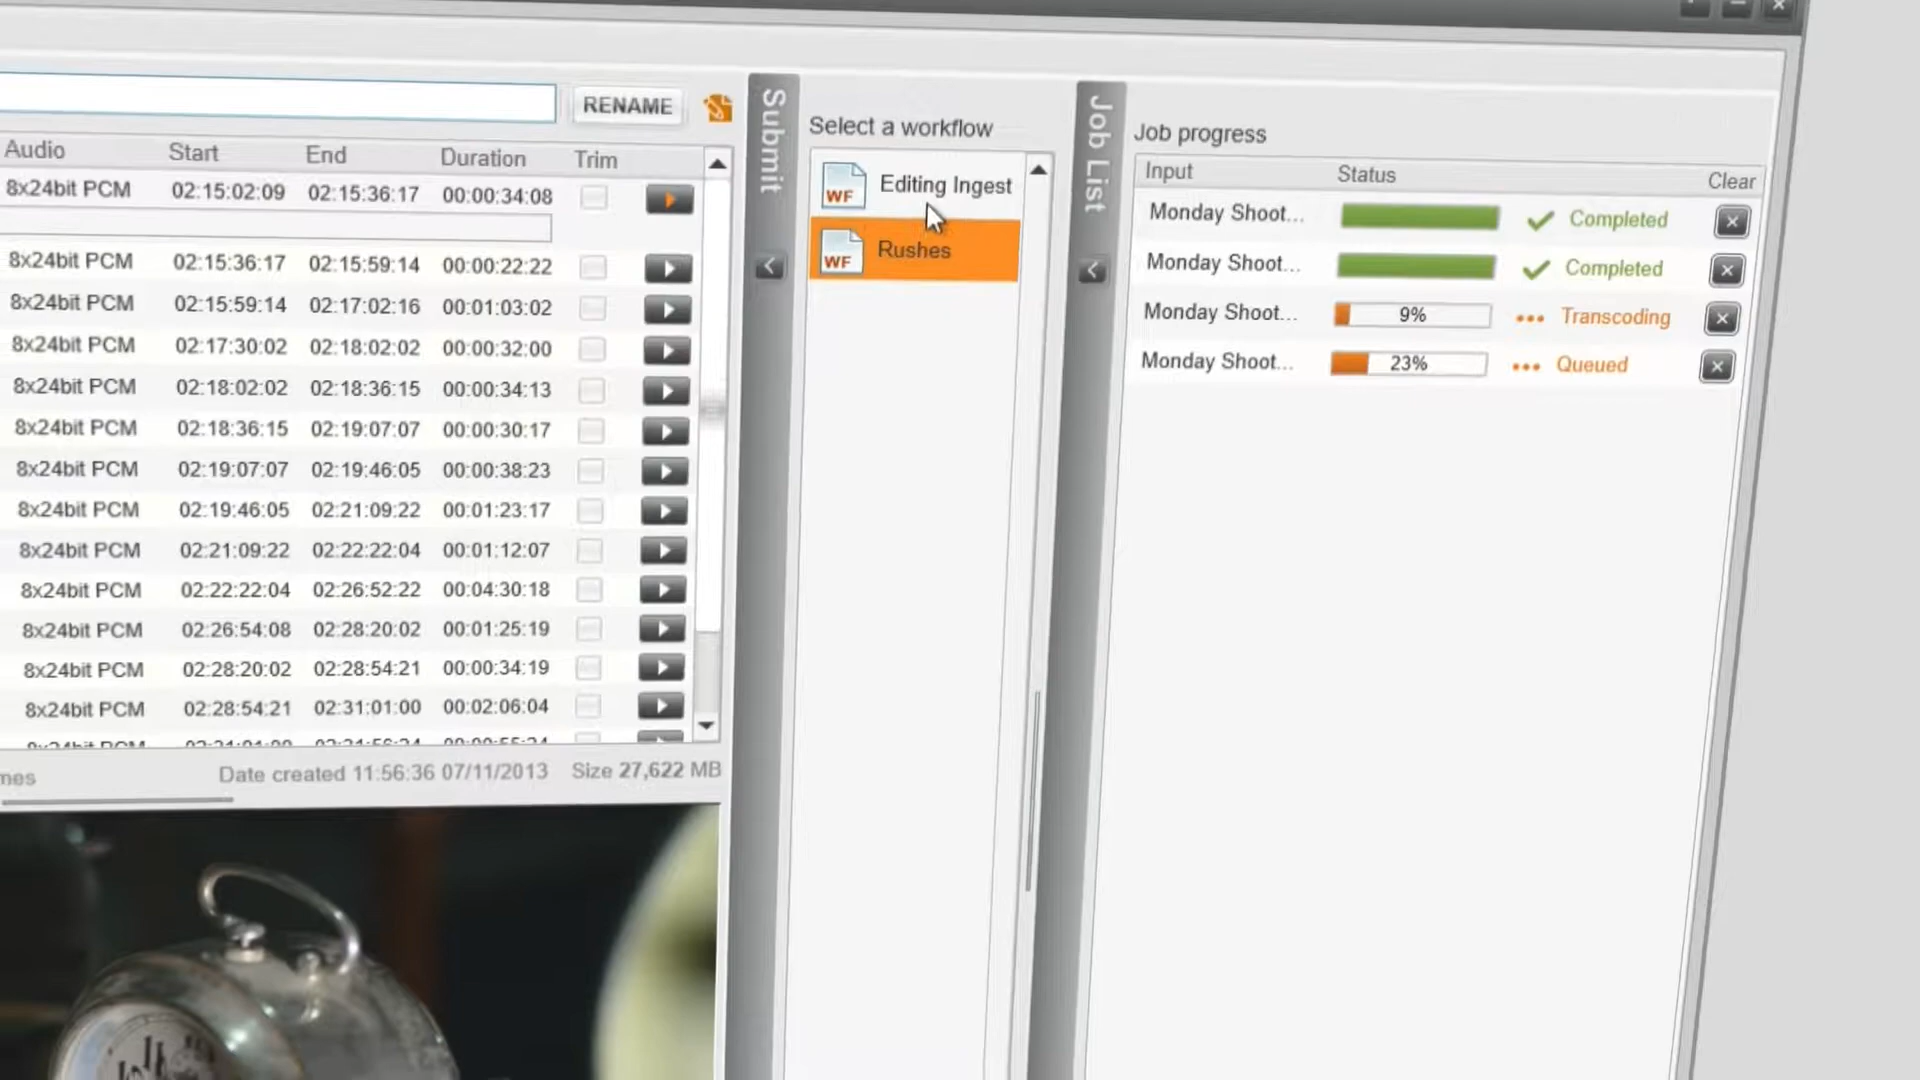 RENAME
Audio Start End Duration Trim
8x24bit PCM 02:15:02:09 02:15:36:17 00:00:34:08
8x24bit PCM 02:15:36:17 02:15:59:14 00:00:22:22
8x24bit PCM 02:15:59:14 02:17:02:16 00:01:03:02
8x24bit PCM 02:17:30:02 02:18:02:02 00:00:32:00
8x24bit PCM 02:18:02:02 02:18:36:15 00:00:34:13
8x24bit PCM 02:18:36:15 02:19:07:07 00:00:30:17
8x24bit PCM 02:19:07:07 02:19:46:05 00:00:38:23
8x24bit PCM 02:19:46:05 02:21:09:22 00:01:23:17
8x24bit PCM 02:21:09:22 02:22:22:04 00:01:12:07
8x24bit PCM 02:22:22:04 02:26:52:22 00:04:30:18
8x24bit PCM 02:26:54:08 02:28:20:02 00:01:25:19
8x24bit PCM 02:28:20:02 02:28:54:21 00:00:34:19
8x24bit PCM 02:28:54:21 02:31:01:00 00:02:06:04
mes Date created 11:56:36 07/11/2013 Size 27,622 MB
Submit
Select a workflow
WF Editing Ingest
WF Rushes
Job List
Job progress
Input Status Clear
Monday Shoot... Completed
Monday Shoot... Completed
Monday Shoot... 9% Transcoding
Monday Shoot... 23% Queued